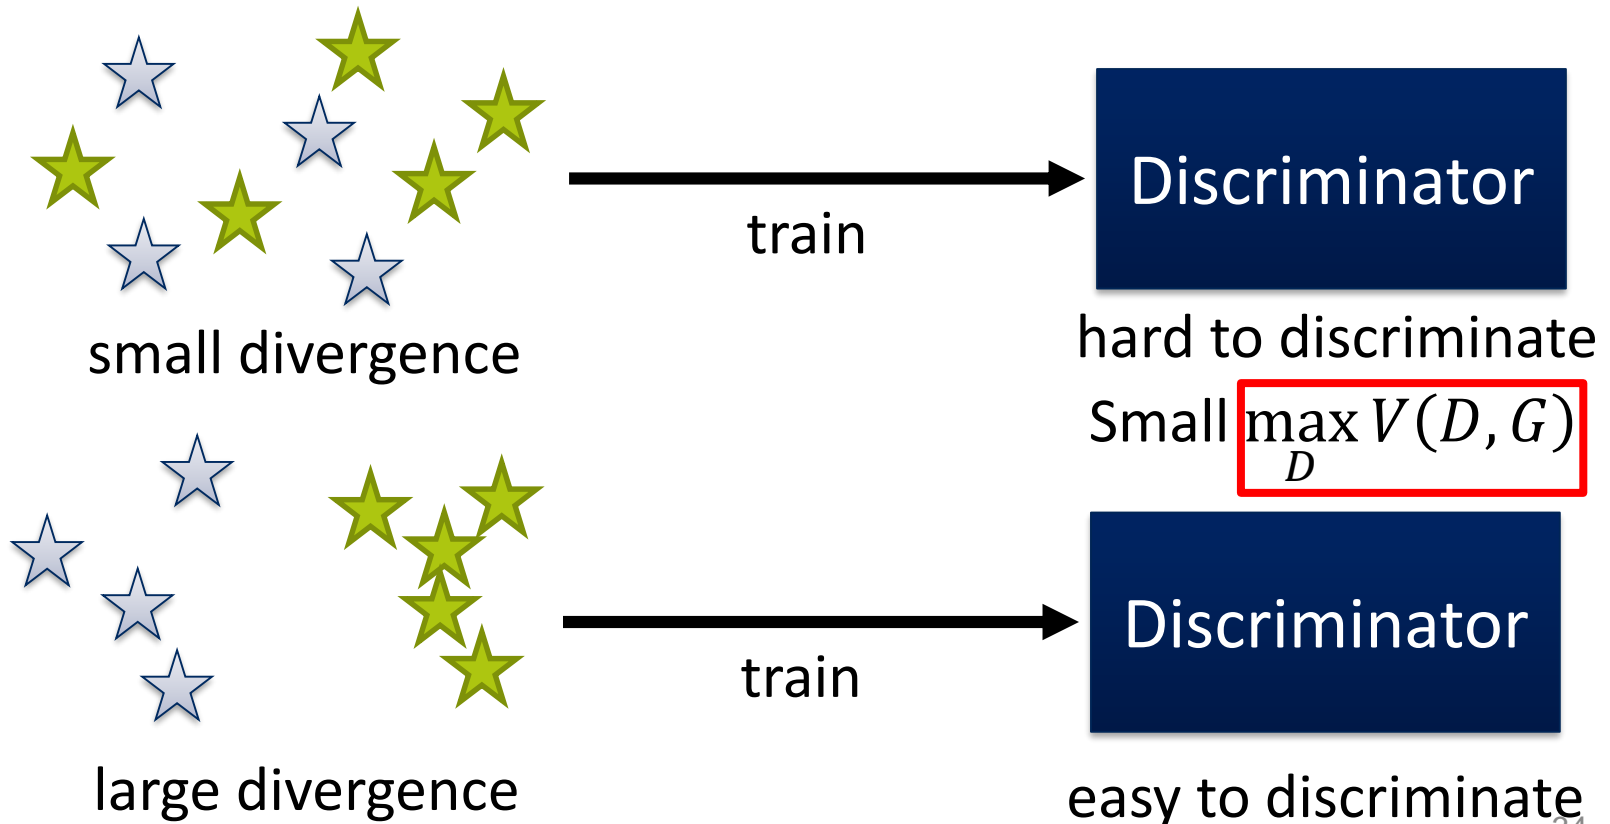 Discriminator
train
small divergence
hard to discriminate
Small max V(D, G)
D
Discriminator
train
large divergence
easy to discriminate